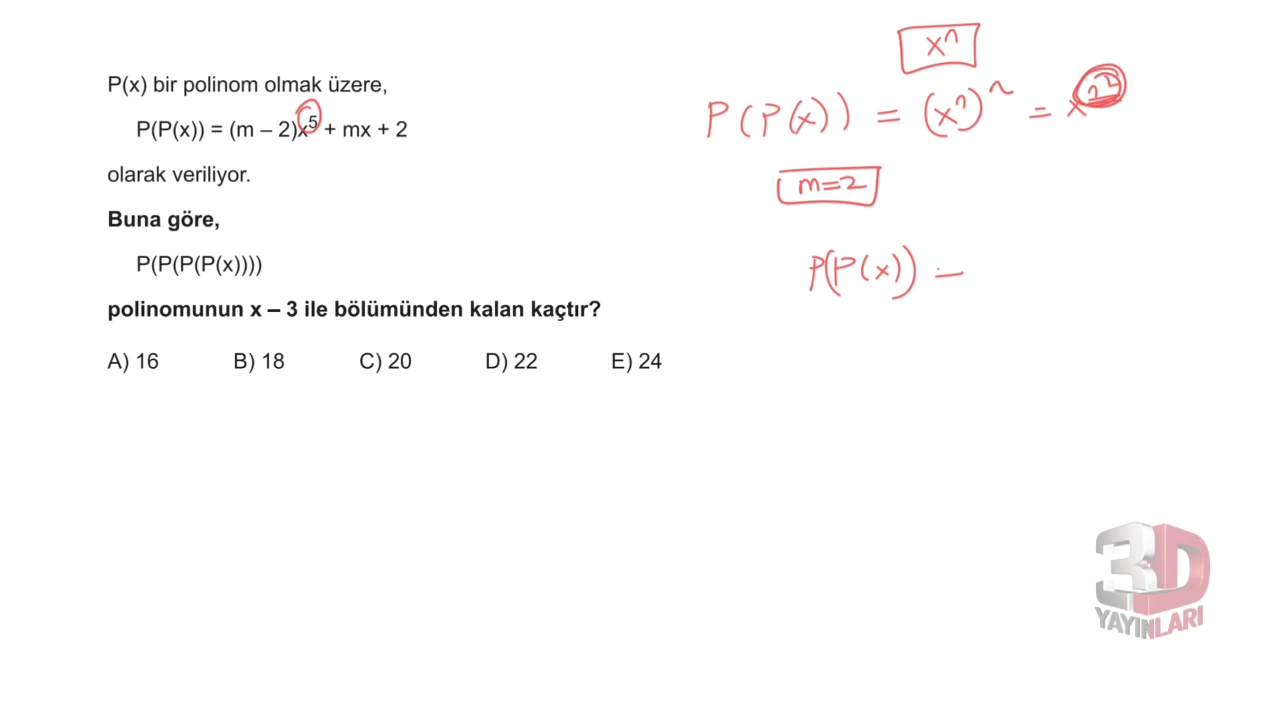 P(x) bir polinom olmak üzere,
P(P(x)) = (m – 2)x⁵ + mx + 2
olarak veriliyor.
Buna göre,
P(P(P(P(x))))
polinomunun x – 3 ile bölümünden kalan kaçtır?
A) 16 B) 18 C) 20 D) 22 E) 24
xⁿ
P(P(x)) = (xⁿ)ⁿ = x
m=2
P(P(x)) =
3D
YAYINLARI